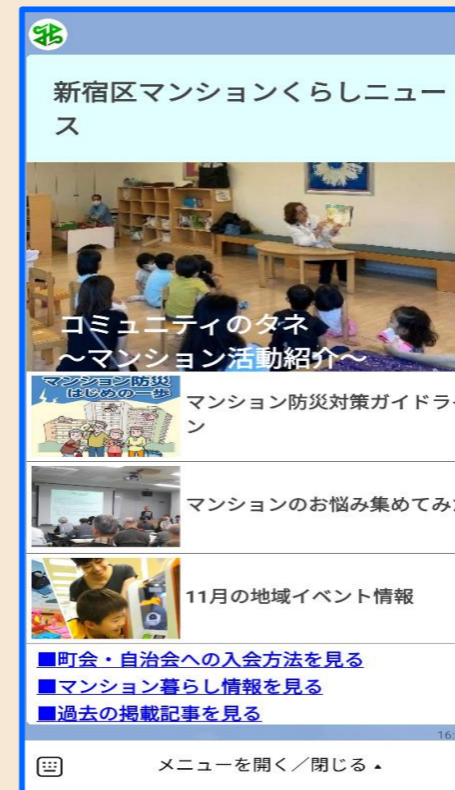 新宿区マンションくらしニュー
ス
コミュニティのタネ
～マンション活動紹介～
マンション防災
はじめの一歩
マンション防災対策ガイドライ
ン
マンションのお悩み集めてみ
11月の地域イベント情報
■町会・自治会への入会方法を見る
■マンション暮らし情報を見る
■過去の掲載記事を見る
16:
メニューを開く／閉じる▲